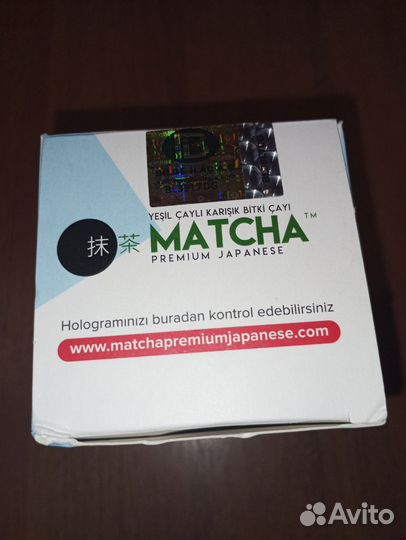 YEŞİL ÇAYLI KARIŞIK BİTKİ ÇAYI
抹茶 MATCHA™
PREMIUM JAPANESE
Hologramınızı buradan kontrol edebilirsiniz
www.matchapremiumjapanese.com
Avito